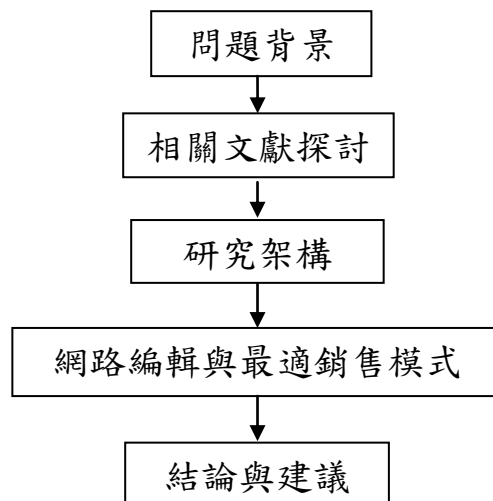 問題背景
相關文獻探討
研究架構
網路編輯與最適銷售模式
結論與建議